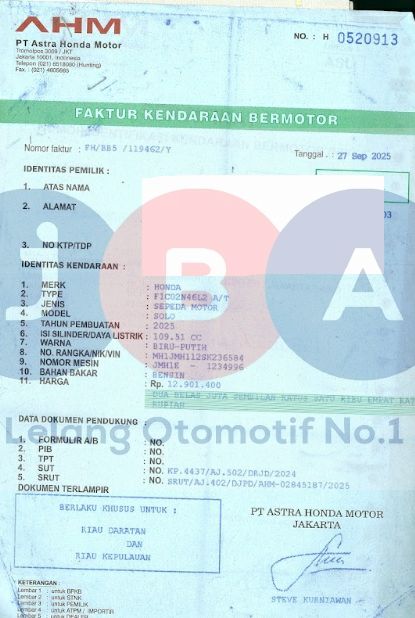 AHM
PT Astra Honda Motor
Tromolpos 3009 / JKT
Jakarta 10001, Indonesia
Telepon (021) 6518080 (Hunting)
Fax. : (021)
NO. : H 0520913
FAKTUR KENDARAAN BERMOTOR
Nomor faktur : FH/BB5 /119462/Y
Tanggal . : 27 Sep 2025
IDENTITAS PEMILIK :
1. ATAS NAMA
2. ALAMAT
03
3. NO KTP/TDP
IDENTITAS KENDARAAN :
1. MERK : HONDA
2. TYPE : F1C02N46L2 A/T
3. JENIS : SEPEDA MOTOR
4. MODEL : SOLO
5. TAHUN PEMBUATAN : 2025
6. ISI SILINDER/DAYA LISTRIK : 109.51 CC
7. WARNA : BIRU-PUTIH
8. NO. RANGKA/NIK/VIN : MH1JMH112SK236584
9. NOMOR MESIN : JMH1E - 1234996
10. BAHAN BAKAR : BENSIN
11. HARGA : Rp. 12.901.400
DUA BELAS JUTA SEMBILAN RATUS SATU RIBU EMPAT RAT
RUPIAH
JBA
Lelang Otomotif No.1
DATA DOKUMEN PENDUKUNG :
1. FORMULIR A/B : NO.
2. PIB : NO.
3. TPT : NO.
4. SUT : NO. KP.4437/AJ.502/DRJD/2024
5. SRUT : NO. SRUT/AJ.402/DJPD/AHM-02845187/2025
DOKUMEN TERLAMPIR
BERLAKU KHUSUS UNTUK :
RIAU DARATAN
DAN
RIAU KEPULAUAN
PT ASTRA HONDA MOTOR
JAKARTA
STEVE KURNIAWAN
KETERANGAN :
Lembar 1 : untuk BPKB
Lembar 2 : untuk STNK
Lembar 3 : untuk PEMILIK
Lembar 4 : untuk ATPM / IMPORTIR
Lembar 5 : untuk DEALER